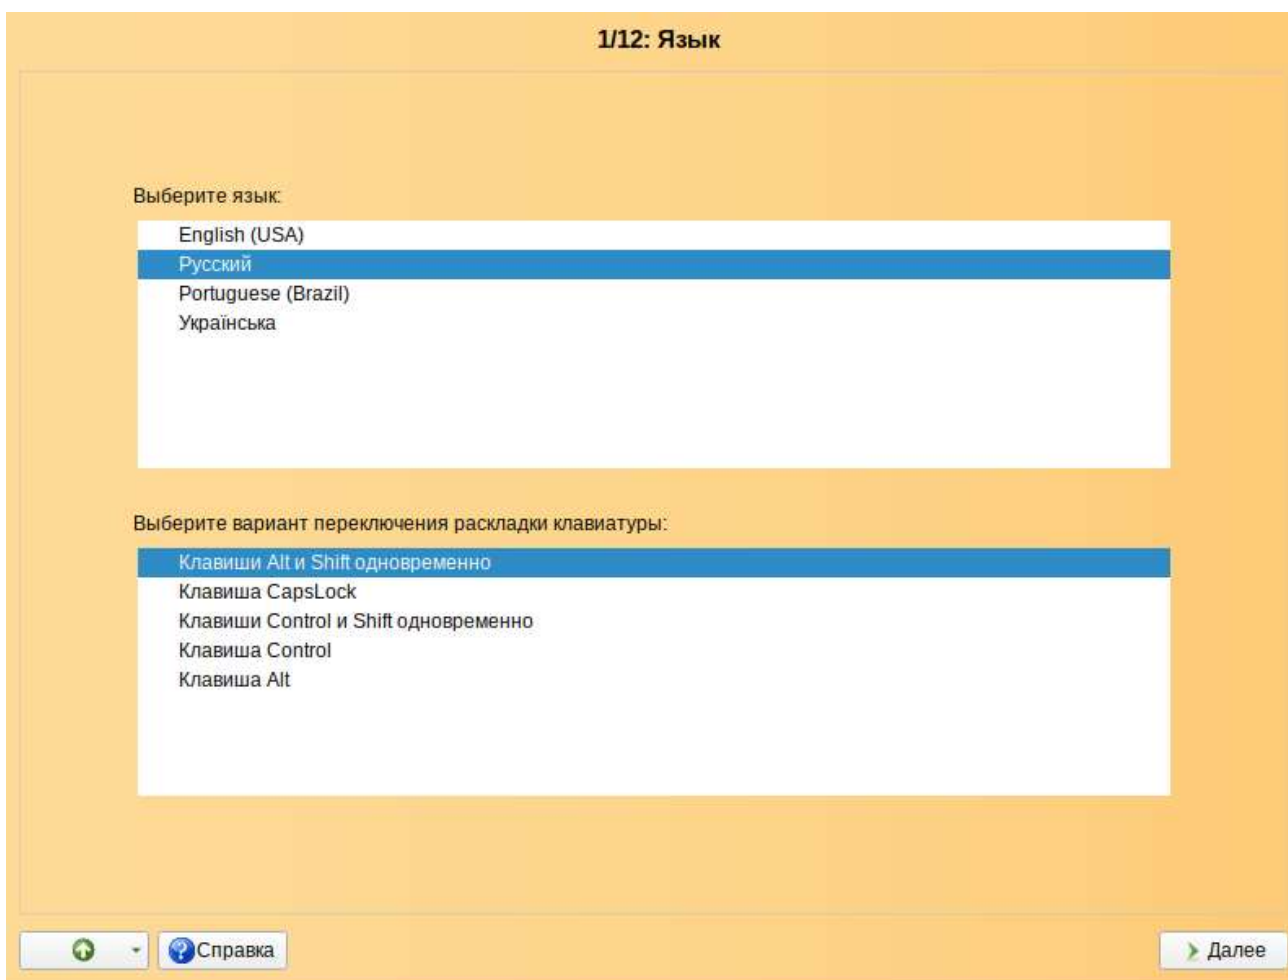 1/12: Язык
Выберите язык:
English (USA)
Русский
Portuguese (Brazil)
Українська
Выберите вариант переключения раскладки клавиатуры:
Клавиши Alt и Shift одновременно
Клавиша CapsLock
Клавиши Control и Shift одновременно
Клавиша Control
Клавиша Alt
Справка
Далее